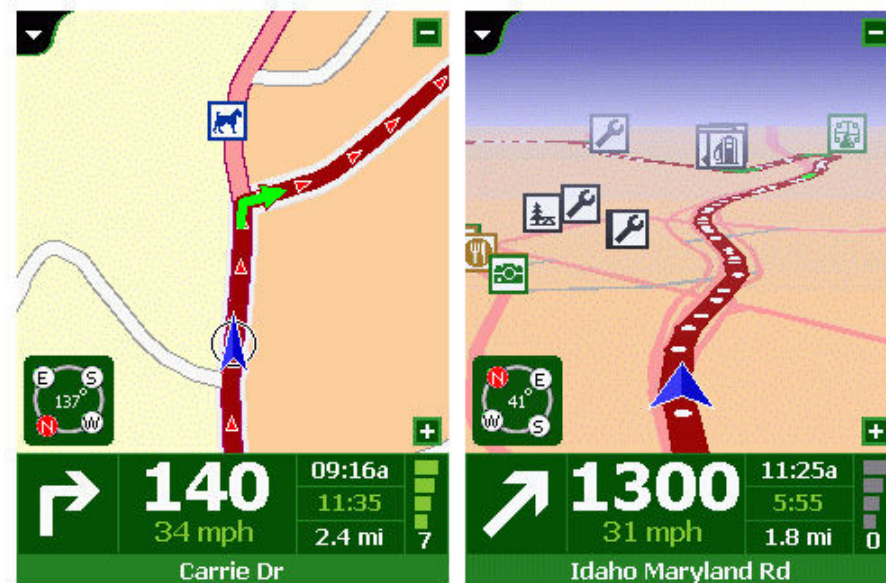 E S
137°
N W
140
34 mph
09:16a
11:35
2.4 mi
7
Carrie Dr
N E
41°
W S
1300
31 mph
11:25a
5:55
1.8 mi
0
Idaho Maryland Rd